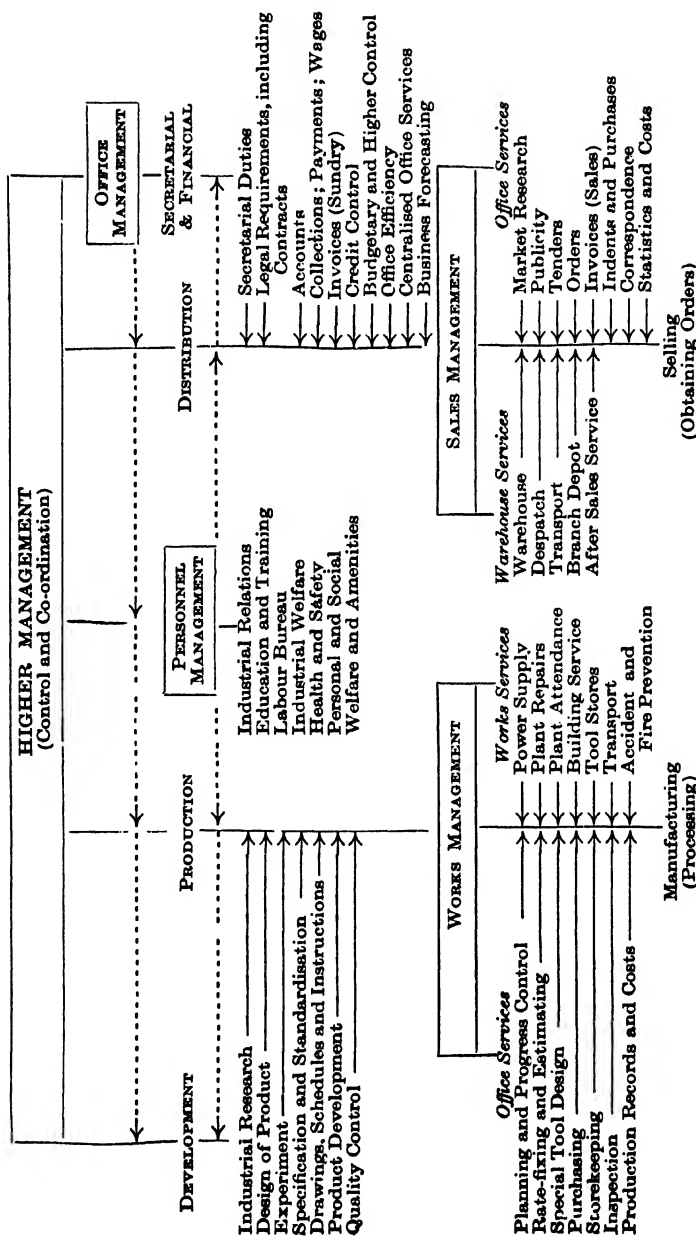 HIGHER MANAGEMENT
(Control and Co-ordination)
OFFICE
MANAGEMENT
DEVELOPMENT
PRODUCTION
DISTRIBUTION
SECRETARIAL
& FINANCIAL
PERSONNEL
MANAGEMENT
Industrial Research
Design of Product
Experiment
Specification and Standardisation
Drawings, Schedules and Instructions
Product Development
Quality Control
Industrial Relations
Education and Training
Labour Bureau
Industrial Welfare
Health and Safety
Personal and Social
Welfare and Amenities
Secretarial Duties
Legal Requirements, including
Contracts
Accounts
Collections; Payments; Wages
Invoices (Sundry)
Credit Control
Budgetary and Higher Control
Office Efficiency
Centralised Office Services
Business Forecasting
WORKS MANAGEMENT
Office Services
Planning and Progress Control
Rate-fixing and Estimating
Special Tool Design
Purchasing
Storekeeping
Inspection
Production Records and Costs
Works Services
Power Supply
Plant Repairs
Plant Attendance
Building Service
Tool Stores
Transport
Accident and
Fire Prevention
Manufacturing
(Processing)
SALES MANAGEMENT
Warehouse Services
Warehouse
Despatch
Transport
Branch Depot
After Sales Service
Office Services
Market Research
Publicity
Tenders
Orders
Invoices (Sales)
Indents and Purchases
Correspondence
Statistics and Costs
Selling
(Obtaining Orders)